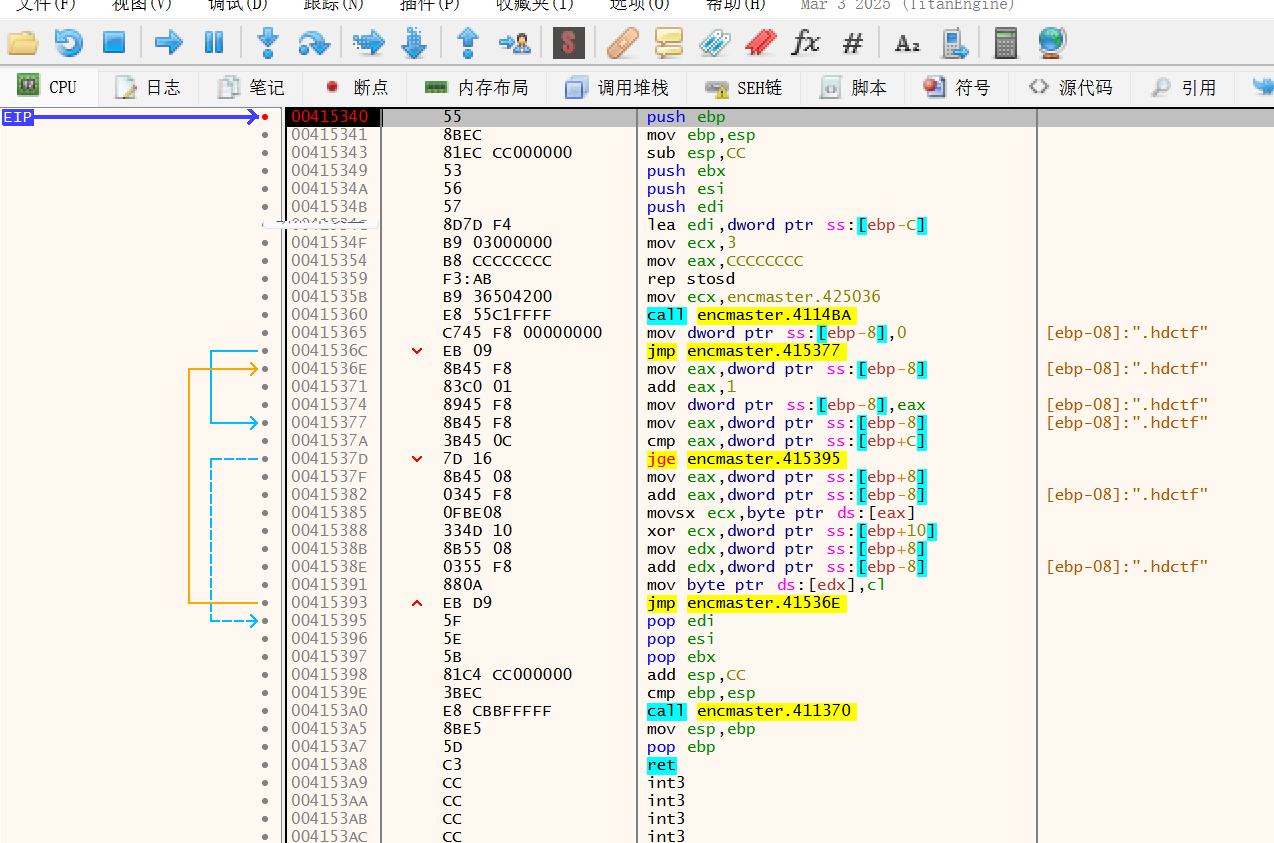 文件(F) 视图(V) 调试(D) 跟踪(N) 插件(P) 收藏夹(I) 选项(O) 帮助(H) Mar 3 2025 (TitanEngine)
S fx # A₂
CPU 日志 笔记 断点 内存布局 调用堆栈 SEH链 脚本 符号 源代码 引用
EIP 00415340 55 push ebp
00415341 8BEC mov ebp,esp
00415343 81EC CC000000 sub esp,CC
00415349 53 push ebx
0041534A 56 push esi
0041534B 57 push edi
8D7D F4 lea edi,dword ptr ss:[ebp-C]
0041534F B9 03000000 mov ecx,3
00415354 B8 CCCCCCCC mov eax,CCCCCCCC
00415359 F3:AB rep stosd
0041535B B9 36504200 mov ecx,encmaster.425036
00415360 E8 55C1FFFF call encmaster.4114BA
00415365 C745 F8 00000000 mov dword ptr ss:[ebp-8],0 [ebp-08]:".hdctf"
0041536C EB 09 jmp encmaster.415377
0041536E 8B45 F8 mov eax,dword ptr ss:[ebp-8] [ebp-08]:".hdctf"
00415371 83C0 01 add eax,1
00415374 8945 F8 mov dword ptr ss:[ebp-8],eax [ebp-08]:".hdctf"
00415377 8B45 F8 mov eax,dword ptr ss:[ebp-8] [ebp-08]:".hdctf"
0041537A 3B45 0C cmp eax,dword ptr ss:[ebp+C]
0041537D 7D 16 jge encmaster.415395
0041537F 8B45 08 mov eax,dword ptr ss:[ebp+8]
00415382 0345 F8 add eax,dword ptr ss:[ebp-8] [ebp-08]:".hdctf"
00415385 0FBE08 movsx ecx,byte ptr ds:[eax]
00415388 334D 10 xor ecx,dword ptr ss:[ebp+10]
0041538B 8B55 08 mov edx,dword ptr ss:[ebp+8]
0041538E 0355 F8 add edx,dword ptr ss:[ebp-8] [ebp-08]:".hdctf"
00415391 880A mov byte ptr ds:[edx],cl
00415393 EB D9 jmp encmaster.41536E
00415395 5F pop edi
00415396 5E pop esi
00415397 5B pop ebx
00415398 81C4 CC000000 add esp,CC
0041539E 3BEC cmp ebp,esp
004153A0 E8 CBBFFFFF call encmaster.411370
004153A5 8BE5 mov esp,ebp
004153A7 5D pop ebp
004153A8 C3 ret
004153A9 CC int3
004153AA CC int3
004153AB CC int3
004153AC CC int3